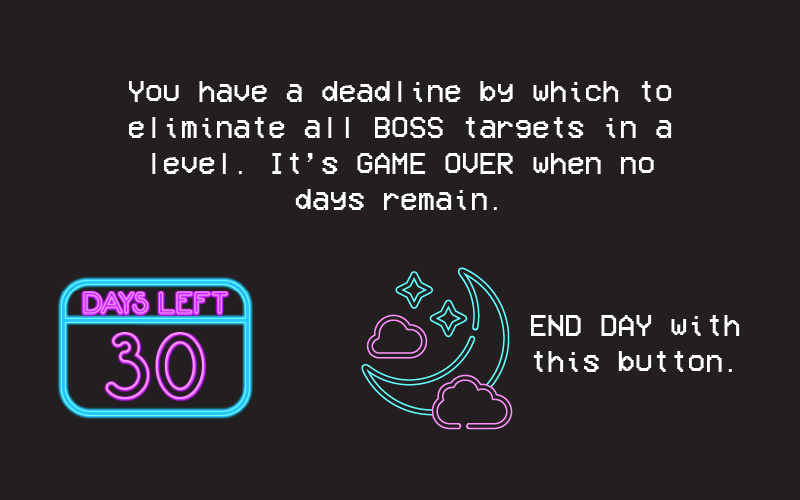 You have a deadline by which to
eliminate all BOSS targets in a
level. It's GAME OVER when no
days remain.
DAYS LEFT
30
END DAY with
this button.